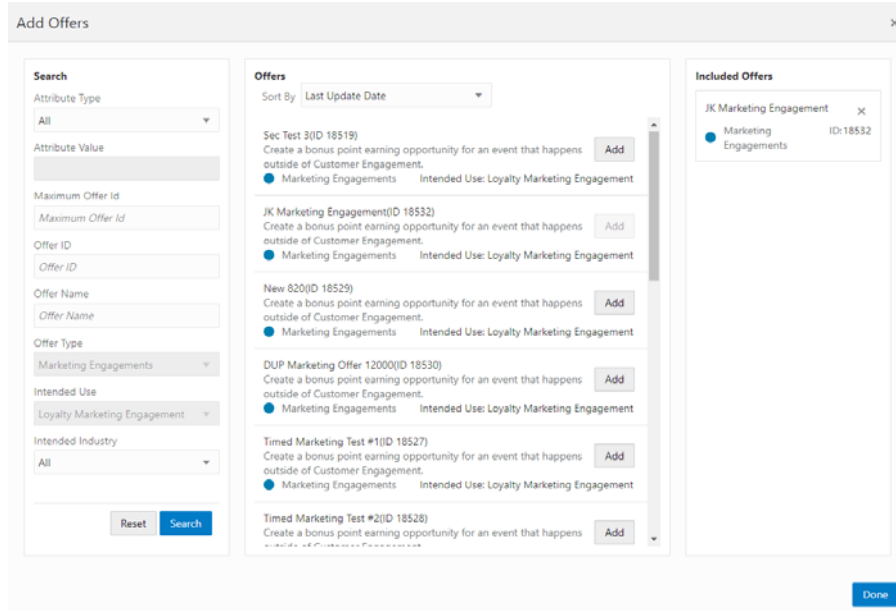 Add Offers
×
Search
Attribute Type
All
Attribute Value
Maximum Offer Id
Maximum Offer Id
Offer ID
Offer ID
Offer Name
Offer Name
Offer Type
Marketing Engagements
Intended Use
Loyalty Marketing Engagement
Intended Industry
All
Reset
Search
Offers
Sort By Last Update Date
Sec Test 3(ID 18519)
Create a bonus point earning opportunity for an event that happens
outside of Customer Engagement.
Add
Marketing Engagements Intended Use: Loyalty Marketing Engagement
JK Marketing Engagement(ID 18532)
Create a bonus point earning opportunity for an event that happens
outside of Customer Engagement.
Add
Marketing Engagements Intended Use: Loyalty Marketing Engagement
New 820(ID 18529)
Create a bonus point earning opportunity for an event that happens
outside of Customer Engagement.
Add
Marketing Engagements Intended Use: Loyalty Marketing Engagement
DUP Marketing Offer 12000(ID 18530)
Create a bonus point earning opportunity for an event that happens
outside of Customer Engagement.
Add
Marketing Engagements Intended Use: Loyalty Marketing Engagement
Timed Marketing Test #1(ID 18527)
Create a bonus point earning opportunity for an event that happens
outside of Customer Engagement.
Add
Marketing Engagements Intended Use: Loyalty Marketing Engagement
Timed Marketing Test #2(ID 18528)
Create a bonus point earning opportunity for an event that happens
outside of Customer Engagement.
Add
Included Offers
JK Marketing Engagement ×
Marketing ID:18532
Engagements
Done